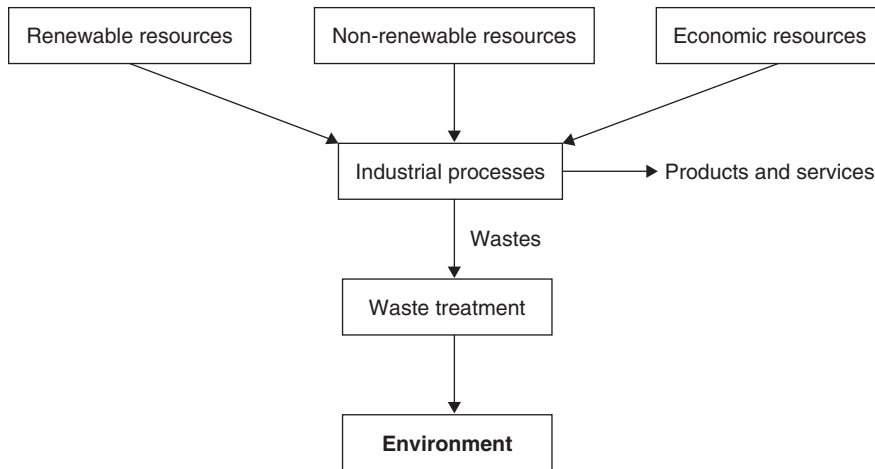 Renewable resources
Non-renewable resources
Economic resources
Industrial processes
Products and services
Wastes
Waste treatment
Environment